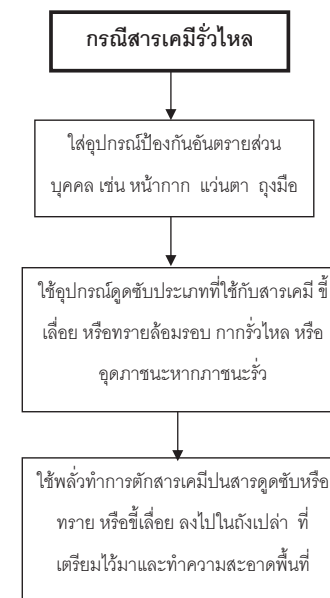 กรณีสารเคมีรั่วไหล
ใส่อุปกรณ์ป้องกันอันตรายส่วน
บุคคล เช่น หน้ากาก แว่นตา ถุงมือ
ใช้อุปกรณ์ดูดซับประเภทที่ใช้กับสารเคมี ขี้
เลื่อย หรือทรายล้อมรอบ กากรั่วไหล หรือ
อุดภาชนะหากภาชนะรั่ว
ใช้พลั่วทำการตักสารเคมีปนสารดูดซับหรือ
ทราย หรือขี้เลื่อย ลงไปในถังเปล่า ที่
เตรียมไว้มาและทำความสะอาดพื้นที่